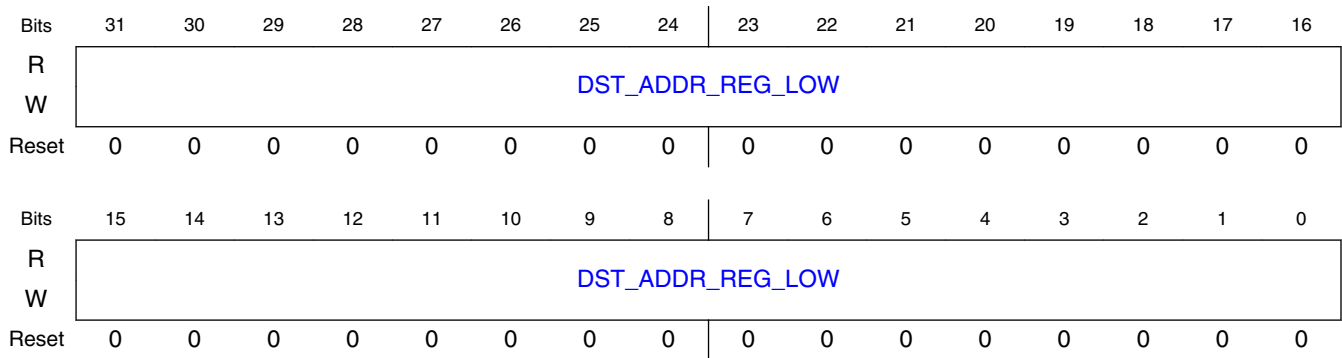 Bits 31 30 29 28 27 26 25 24 23 22 21 20 19 18 17 16
R
DST_ADDR_REG_LOW
W
Reset 0 0 0 0 0 0 0 0 0 0 0 0 0 0 0 0
Bits 15 14 13 12 11 10 9 8 7 6 5 4 3 2 1 0
R
DST_ADDR_REG_LOW
W
Reset 0 0 0 0 0 0 0 0 0 0 0 0 0 0 0 0